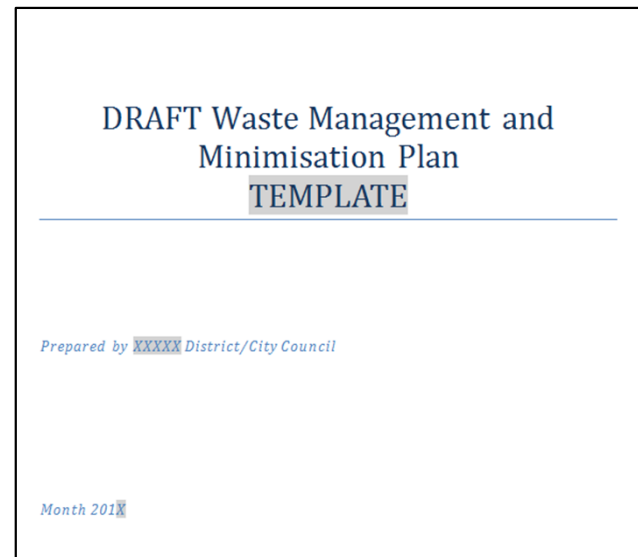 DRAFT Waste Management and
Minimisation Plan
TEMPLATE
Prepared by XXXXX District/City Council
Month 201X